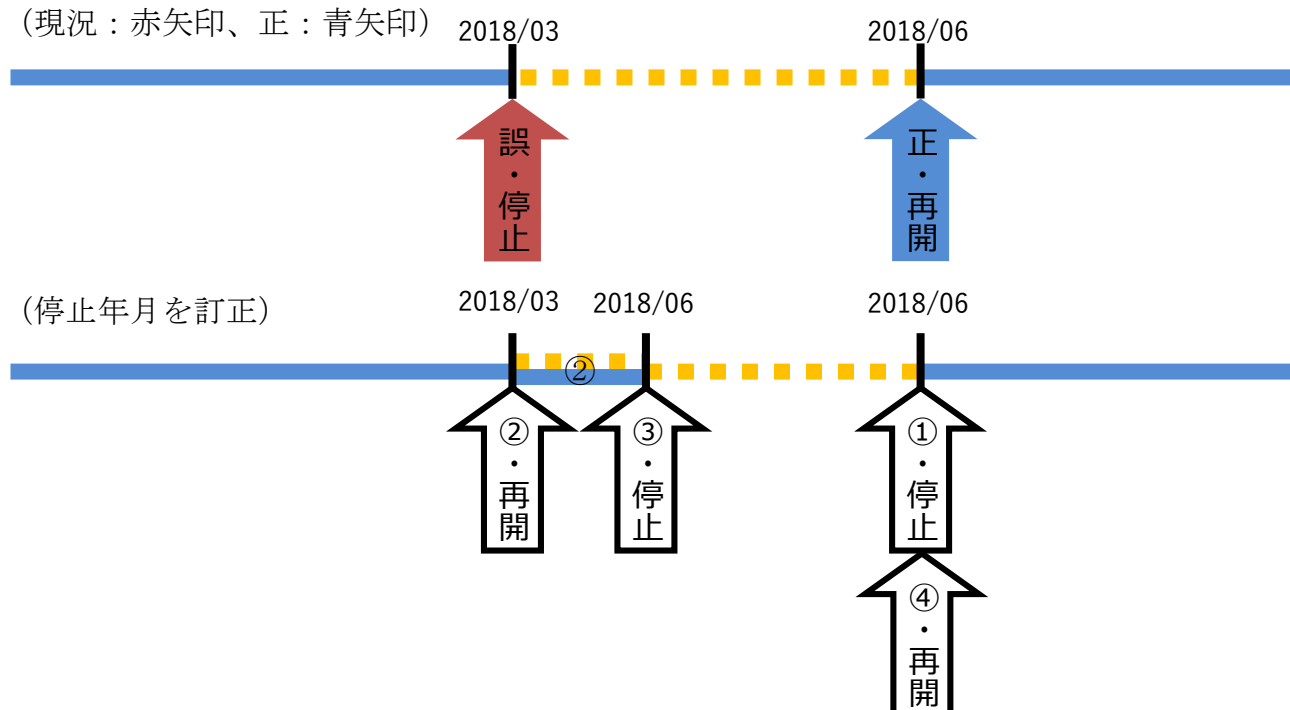 (現況：赤矢印、正：青矢印)
2018/03
2018/06
誤・停止
正・再開
(停止年月を訂正)
2018/03
2018/06
2018/06
②
②・再開
③・停止
①・停止
④・再開